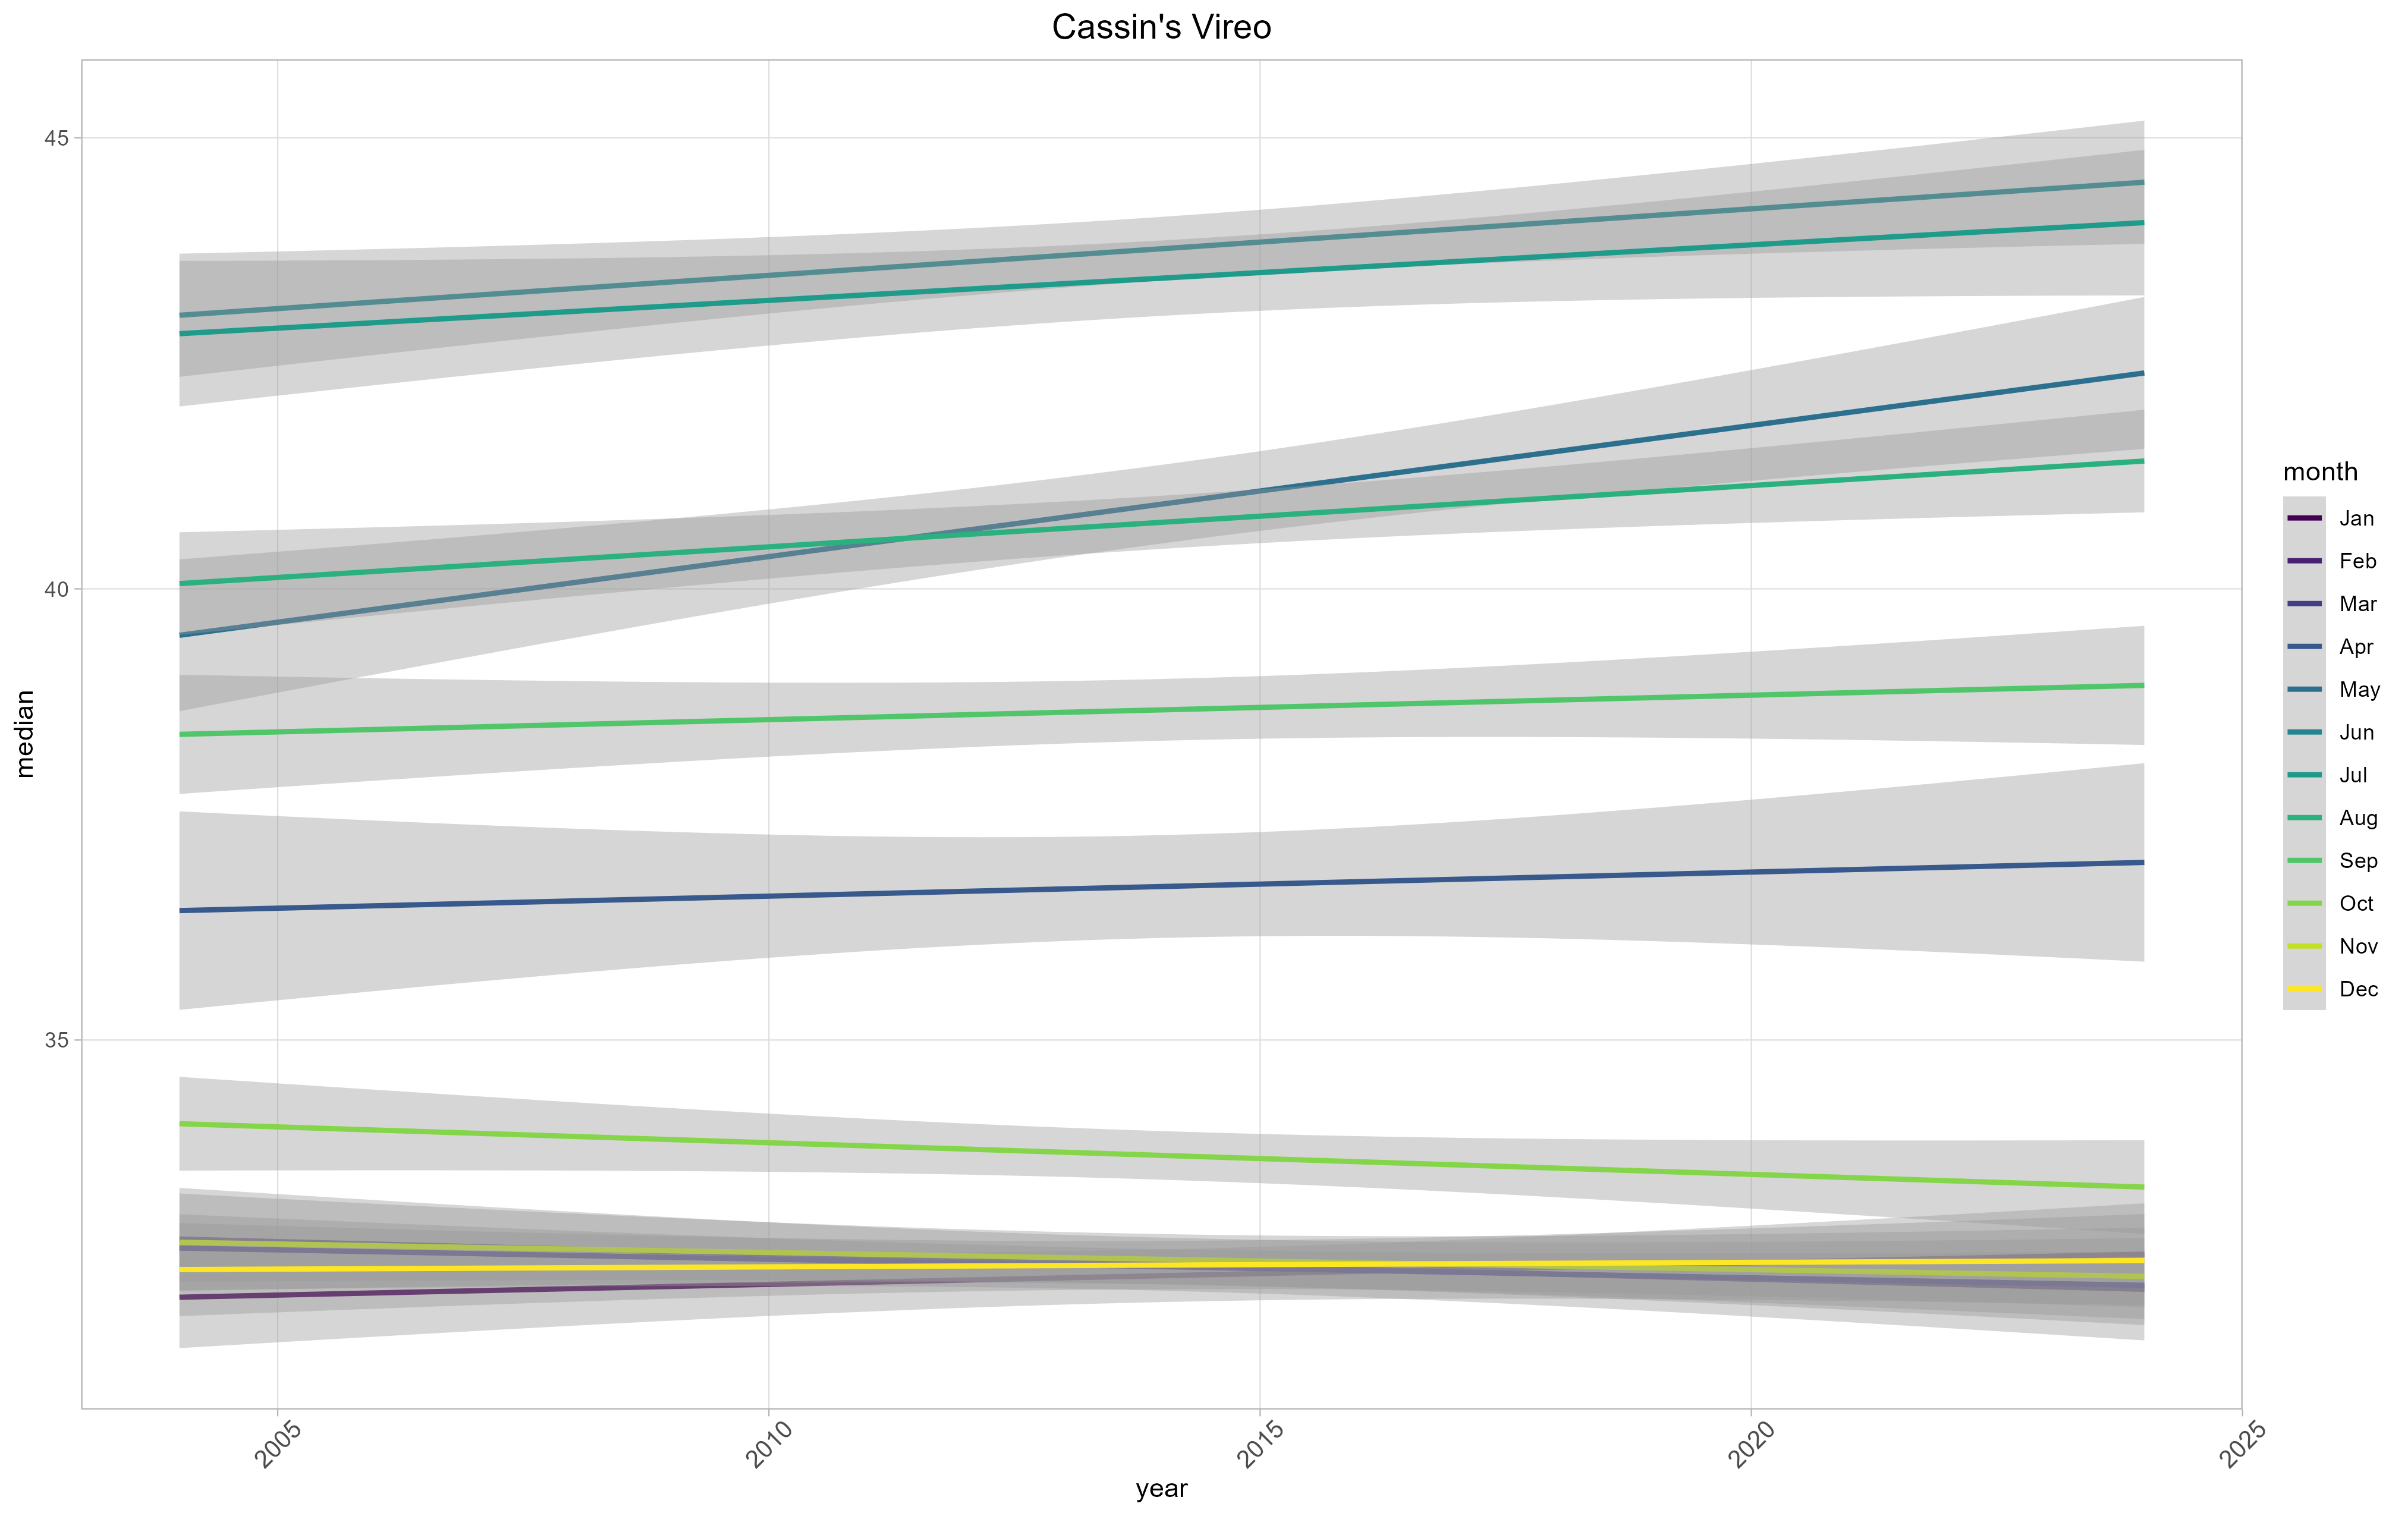 Cassin's Vireo
45
40
35
median
2005
2010
2015
2020
2025
year
month
Jan
Feb
Mar
Apr
May
Jun
Jul
Aug
Sep
Oct
Nov
Dec